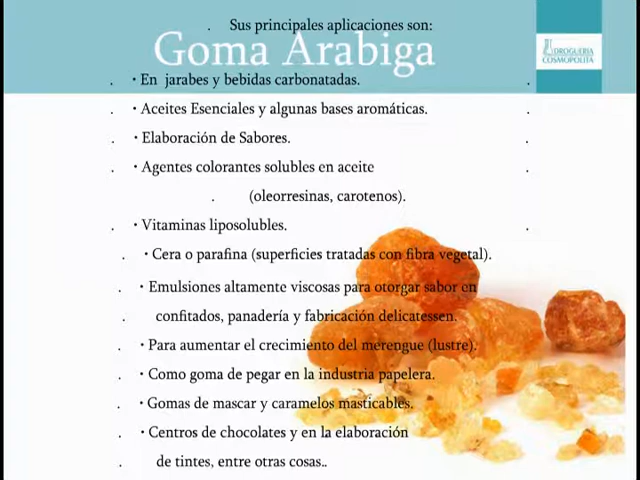 Sus principales aplicaciones son:
Goma Arabiga
DROGUERIA
COSMOPOLITA
• En jarabes y bebidas carbonatadas.
• Aceites Esenciales y algunas bases aromáticas.
• Elaboración de Sabores.
• Agentes colorantes solubles en aceite
(oleorresinas, carotenos).
• Vitaminas liposolubles.
• Cera o parafina (superficies tratadas con fibra vegetal).
• Emulsiones altamente viscosas para otorgar sabor en
confitados, panadería y fabricación delicatessen.
• Para aumentar el crecimiento del merengue (lustre).
• Como goma de pegar en la industria papelera.
• Gomas de mascar y caramelos masticables.
• Centros de chocolates y en la elaboración
de tintes, entre otras cosas..